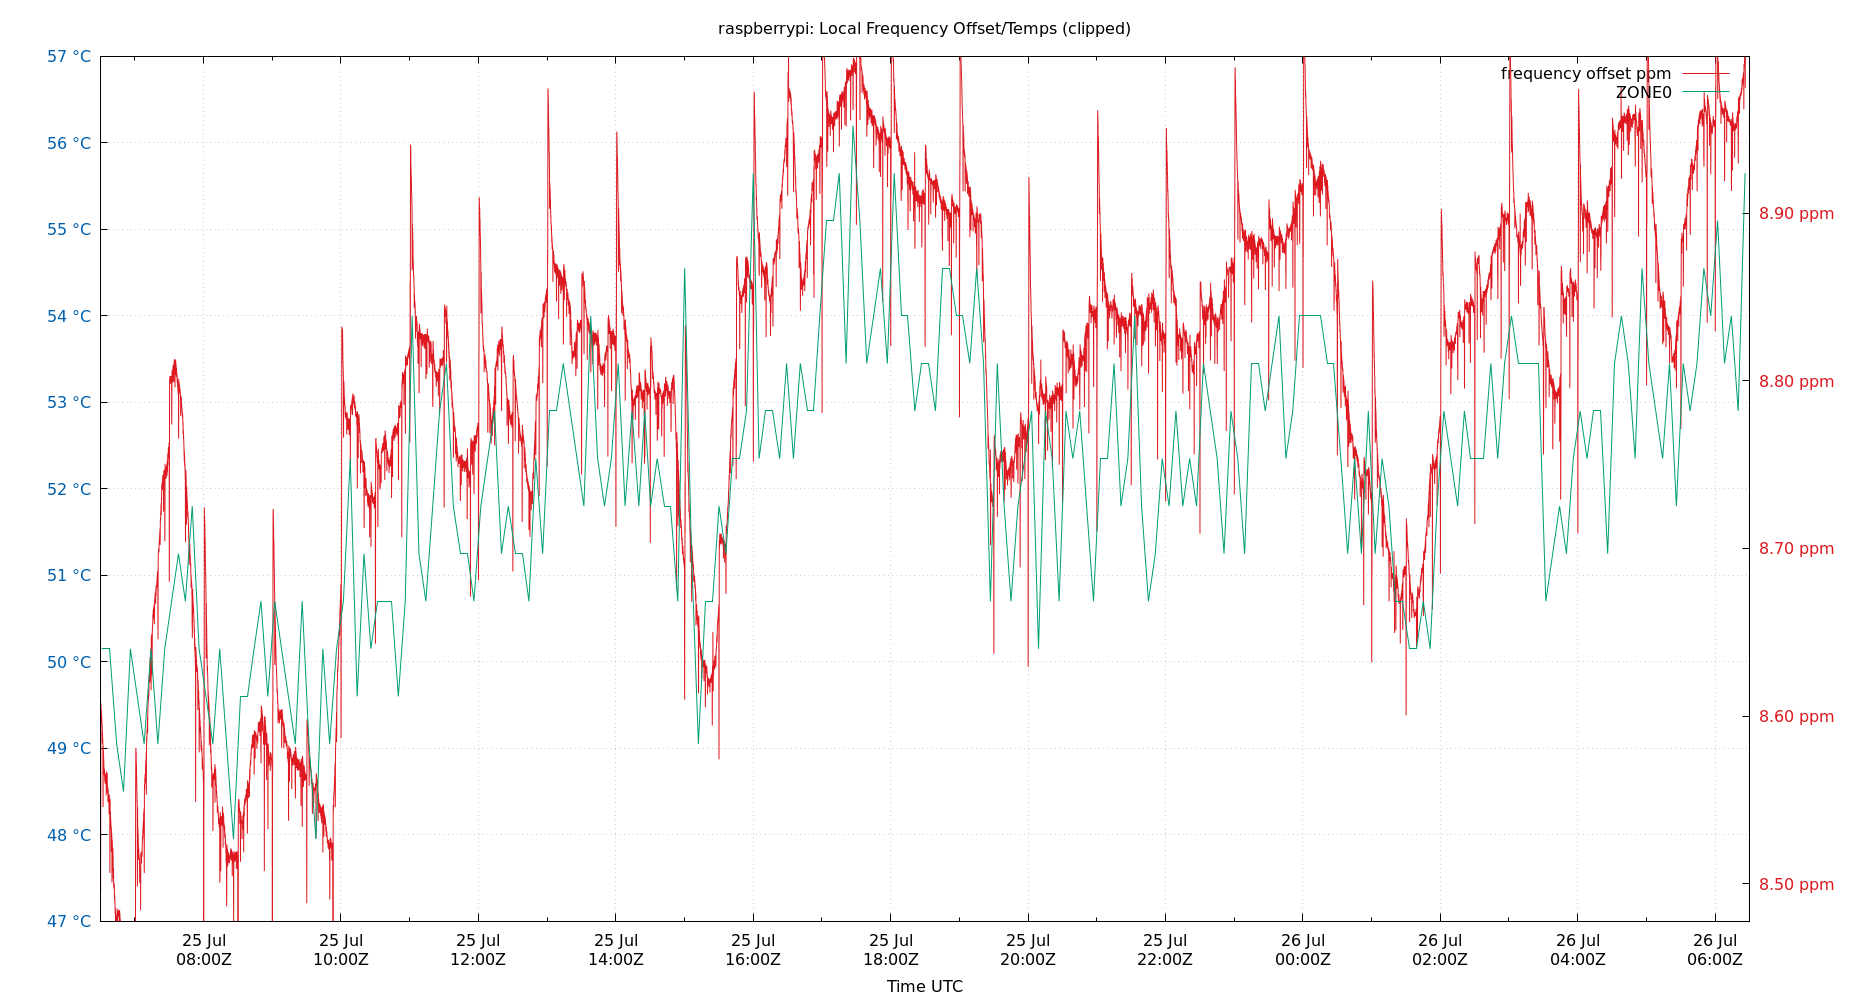 raspberrypi: Local Frequency Offset/Temps (clipped)
57 °C
56 °C
55 °C
54 °C
53 °C
52 °C
51 °C
50 °C
49 °C
48 °C
47 °C
frequency offset ppm
ZONE0
8.90 ppm
8.80 ppm
8.70 ppm
8.60 ppm
8.50 ppm
25 Jul
08:00Z
25 Jul
10:00Z
25 Jul
12:00Z
25 Jul
14:00Z
25 Jul
16:00Z
25 Jul
18:00Z
25 Jul
20:00Z
25 Jul
22:00Z
26 Jul
00:00Z
26 Jul
02:00Z
26 Jul
04:00Z
26 Jul
06:00Z
Time UTC